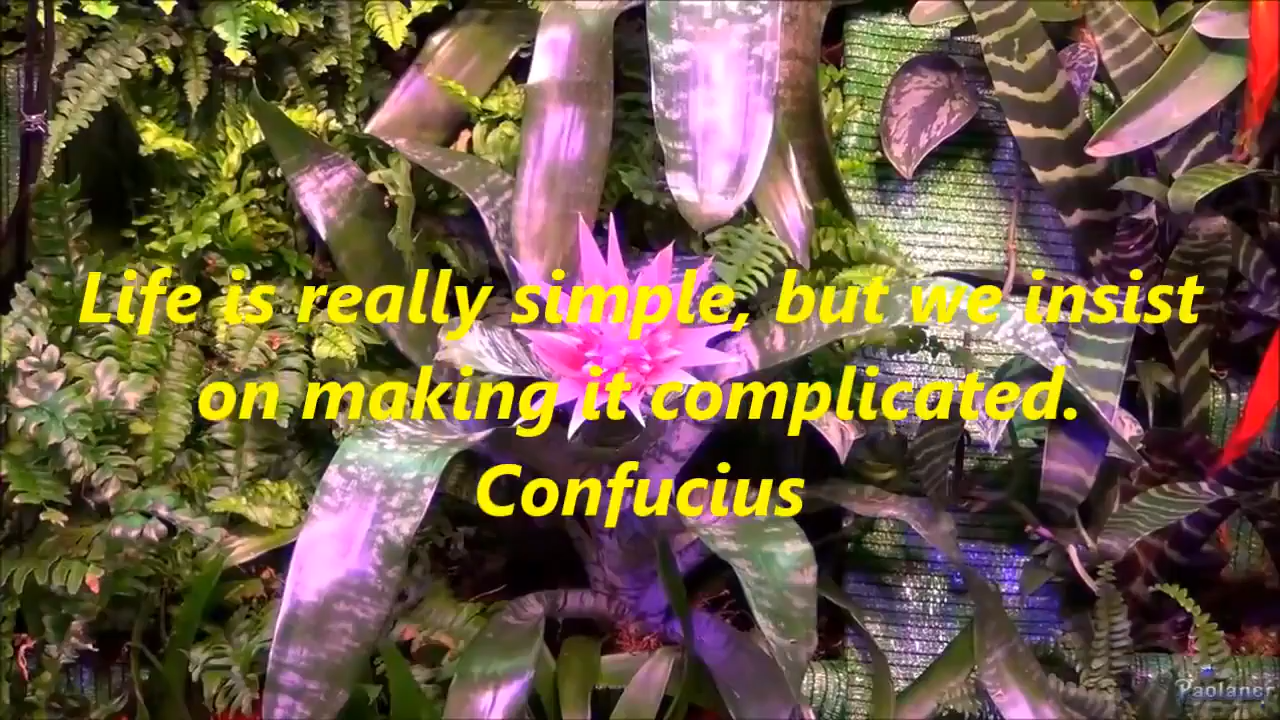 Life is really simple, but we insist
on making it complicated.
Confucius
Paolaner